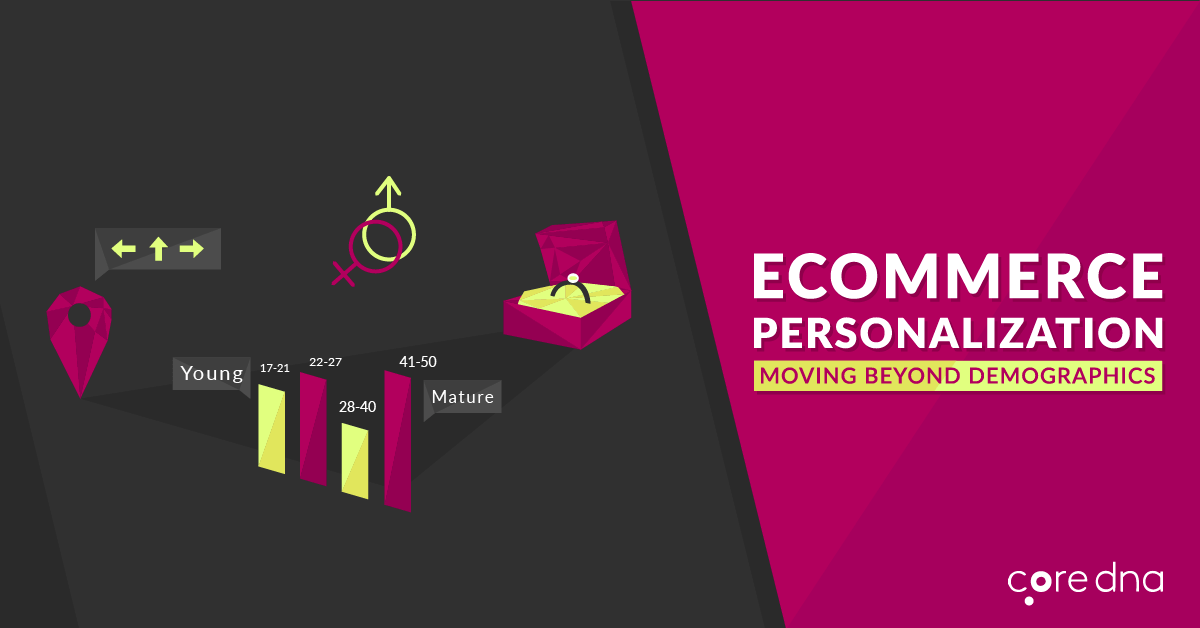 Young
17-21
22-27
28-40
41-50
Mature
ECOMMERCE
PERSONALIZATION
MOVING BEYOND DEMOGRAPHICS
core dna